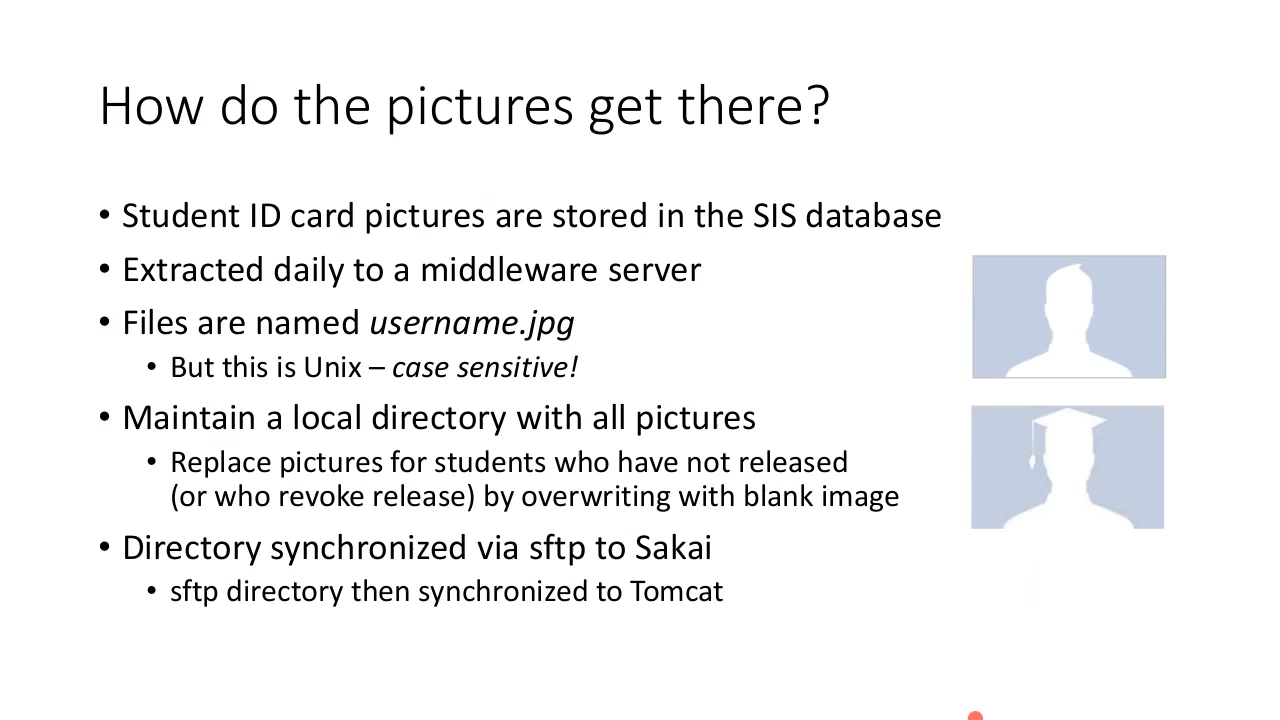 How do the pictures get there?
• Student ID card pictures are stored in the SIS database
• Extracted daily to a middleware server
• Files are named username.jpg
• But this is Unix – case sensitive!
• Maintain a local directory with all pictures
• Replace pictures for students who have not released
(or who revoke release) by overwriting with blank image
• Directory synchronized via sftp to Sakai
• sftp directory then synchronized to Tomcat